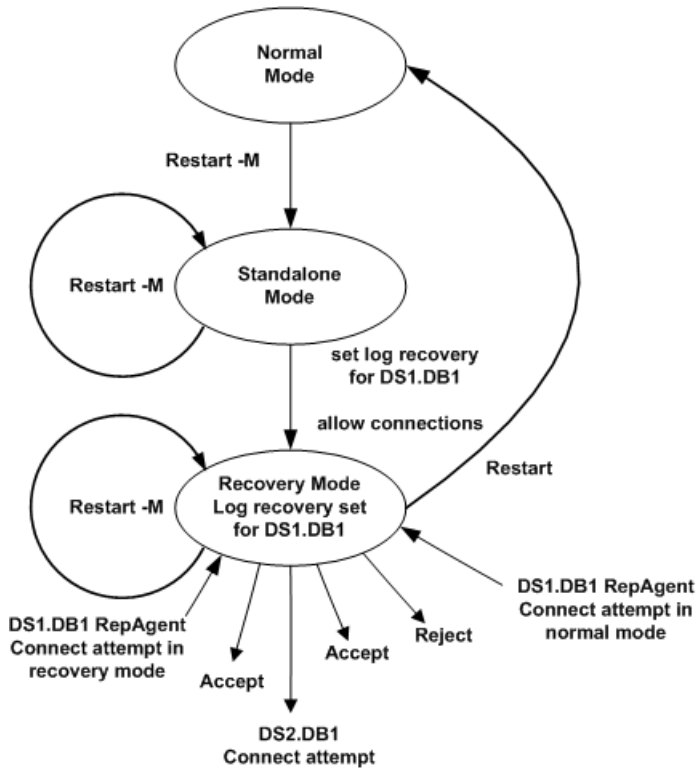 Normal
Mode
Restart -M
Restart -M
Standalone
Mode
set log recovery
for DS1.DB1
allow connections
Restart
Restart -M
Recovery Mode
Log recovery set
for DS1.DB1
DS1.DB1 RepAgent
Connect attempt in
recovery mode
Accept
DS2.DB1
Connect attempt
Accept
Reject
DS1.DB1 RepAgent
Connect attempt in
normal mode